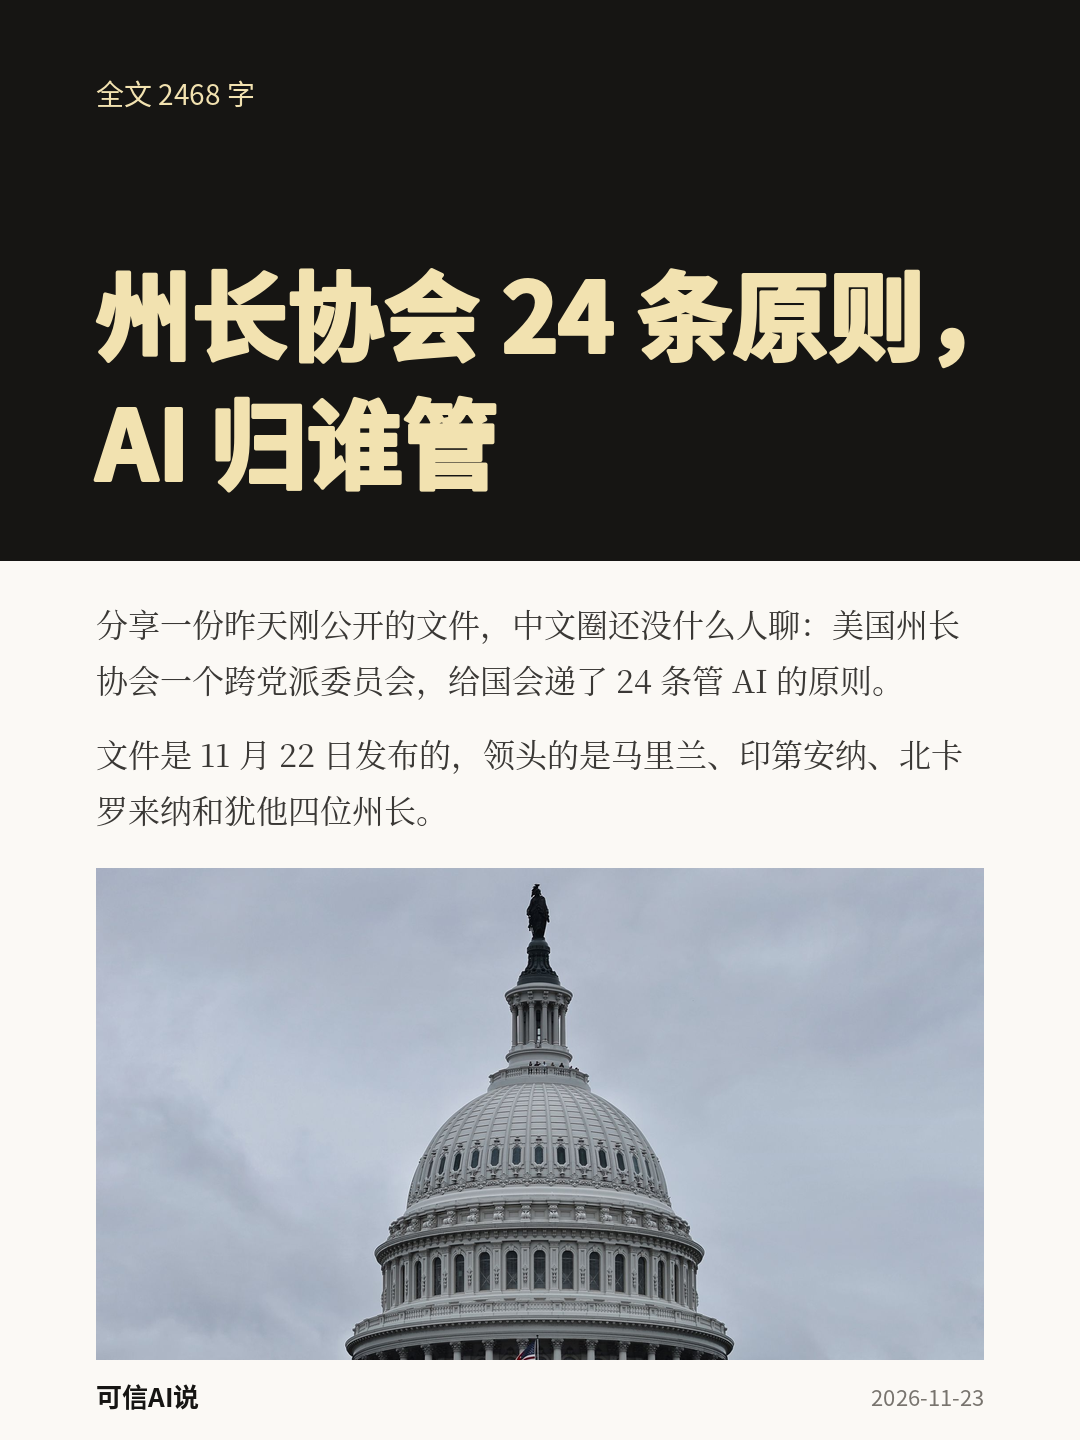 全文 2468 字
州长协会 24 条原则，
AI 归谁管
分享一份昨天刚公开的文件，中文圈还没什么人聊：美国州长
协会一个跨党派委员会，给国会递了 24 条管 AI 的原则。
文件是 11 月 22 日发布的，领头的是马里兰、印第安纳、北卡
罗来纳和犹他四位州长。
可信AI说
2026-11-23